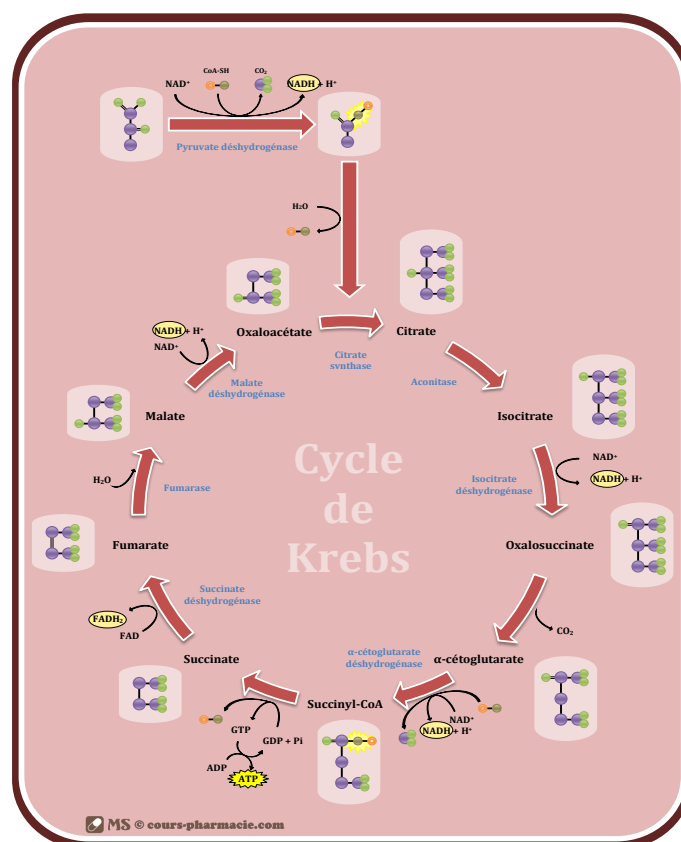 CoA-SH
CO₂
NAD⁺
NADH + H⁺
Pyruvate déshydrogénase
H₂O
Oxaloacétate
Citrate
NADH + H⁺
NAD⁺
Citrate
synthase
Malate
déshydrogénase
Aconitase
Malate
Isocitrate
Cycle
de
Krebs
NAD⁺
NADH + H⁺
H₂O
Fumarase
Isocitrate
déshydrogénase
Fumarate
Oxalosuccinate
Succinate
déshydrogénase
FADH₂
FAD
CO₂
Succinate
α-cétoglutarate
déshydrogénase
α-cétoglutarate
Succinyl-CoA
NAD⁺
NADH + H⁺
GTP
GDP + Pi
ADP
ATP
MS © cours-pharmacie.com